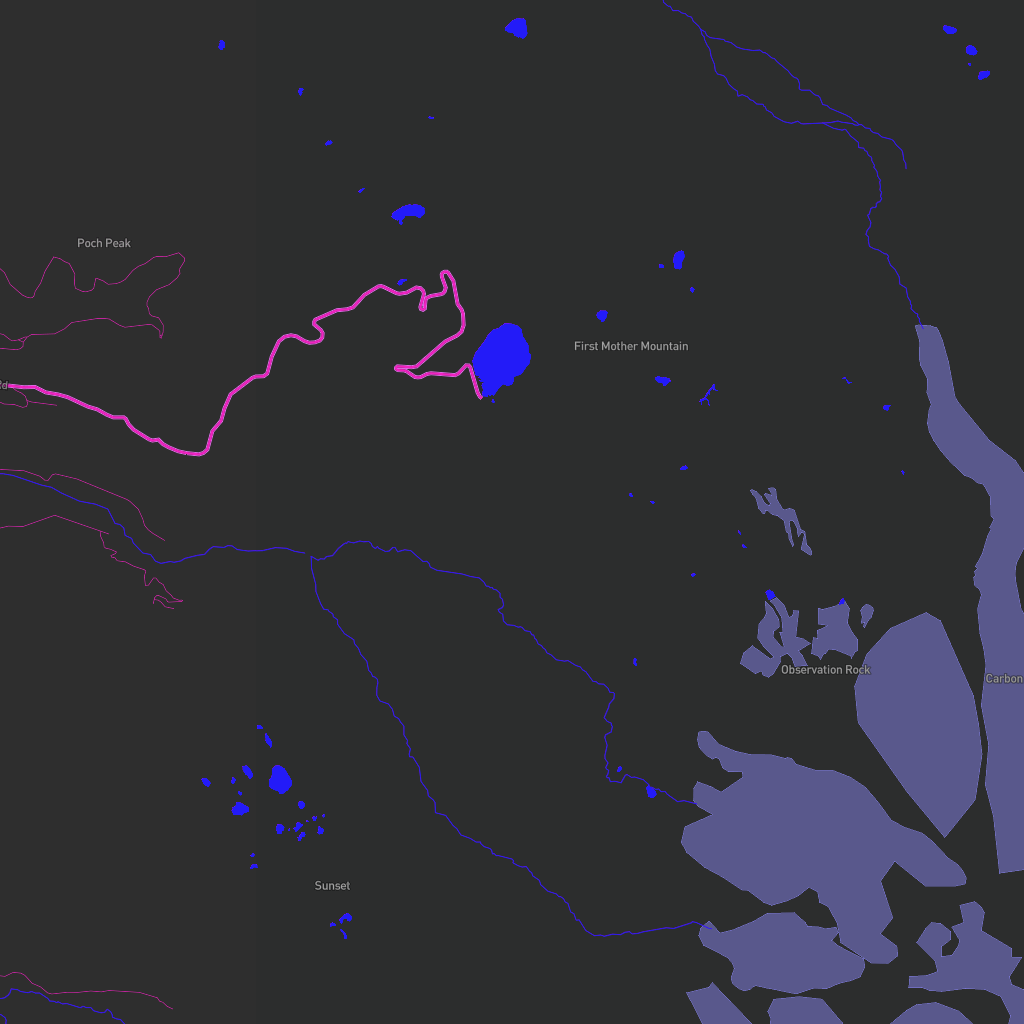 Poch Peak
First Mother Mountain
Observation Rock
Carbon
Sunset